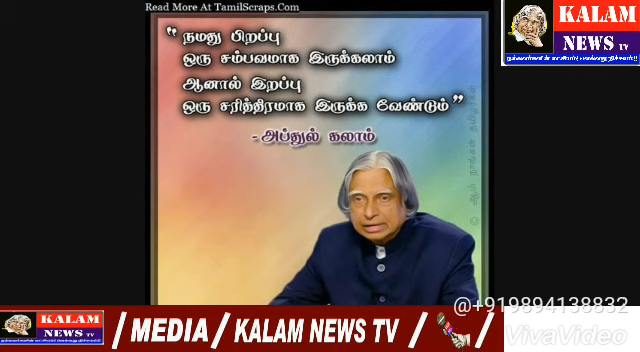 Read More At TamilScraps.Com
KALAM
NEWS TV
“ நமது பிறப்பு
ஒரு சம்பவமாக இருக்கலாம்
ஆனால் இறப்பு
ஒரு சரித்திரமாக இருக்க வேண்டும் ”
- அப்துல் கலாம்
@+919894138832
KALAM
NEWS TV
/ MEDIA / KALAM NEWS TV / /
VivaVideo